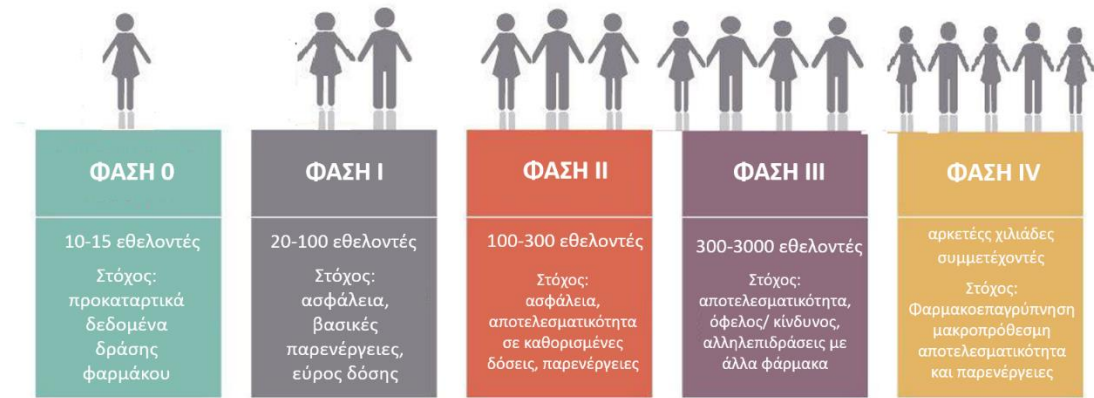 ΦΑΣΗ 0
10-15 εθελοντές
Στόχος:
προκαταρτικά
δεδομένα
δράσης
φαρμάκου
ΦΑΣΗ Ι
20-100 εθελοντές
Στόχος:
ασφάλεια,
βασικές
παρενέργειες,
εύρος δόσης
ΦΑΣΗ ΙΙ
100-300 εθελοντές
Στόχος:
ασφάλεια,
αποτελεσματικότητα
σε καθορισμένες
δόσεις, παρενέργειες
ΦΑΣΗ ΙΙΙ
300-3000 εθελοντές
Στόχος:
αποτελεσματικότητα,
όφελος/ κίνδυνος,
αλληλεπιδράσεις με
άλλα φάρμακα
ΦΑΣΗ IV
αρκετές χιλιάδες
συμμετέχοντές
Στόχος:
Φαρμακοεπαγρύπνηση
μακροπρόθεσμη
αποτελεσματικότητα
και παρενέργειες